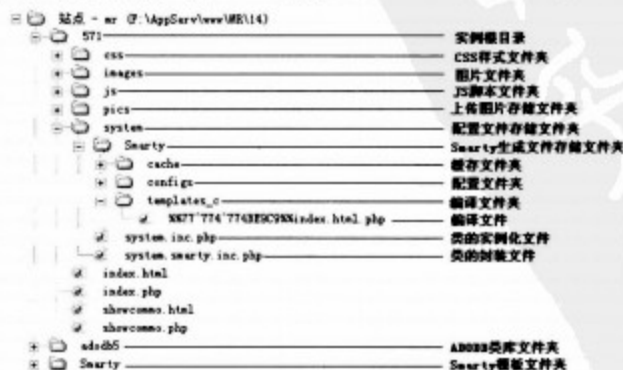 站点 - mr (F:\AppServ\www\MR\14)
571 实例根目录
css CSS样式文件夹
images 图片文件夹
js JS脚本文件夹
pics 上传图片存储文件夹
system 配置文件存储文件夹
Smarty Smarty生成文件存储文件夹
cache 缓存文件夹
configs 配置文件夹
templates_c 编译文件夹
index.html.php 编译文件
system.inc.php 类的实例化文件
system.smarty.inc.php 类的封装文件
index.html
index.php
showcommo.html
showcommo.php
adodb5 ADODB类库文件夹
Smarty Smarty模板文件夹